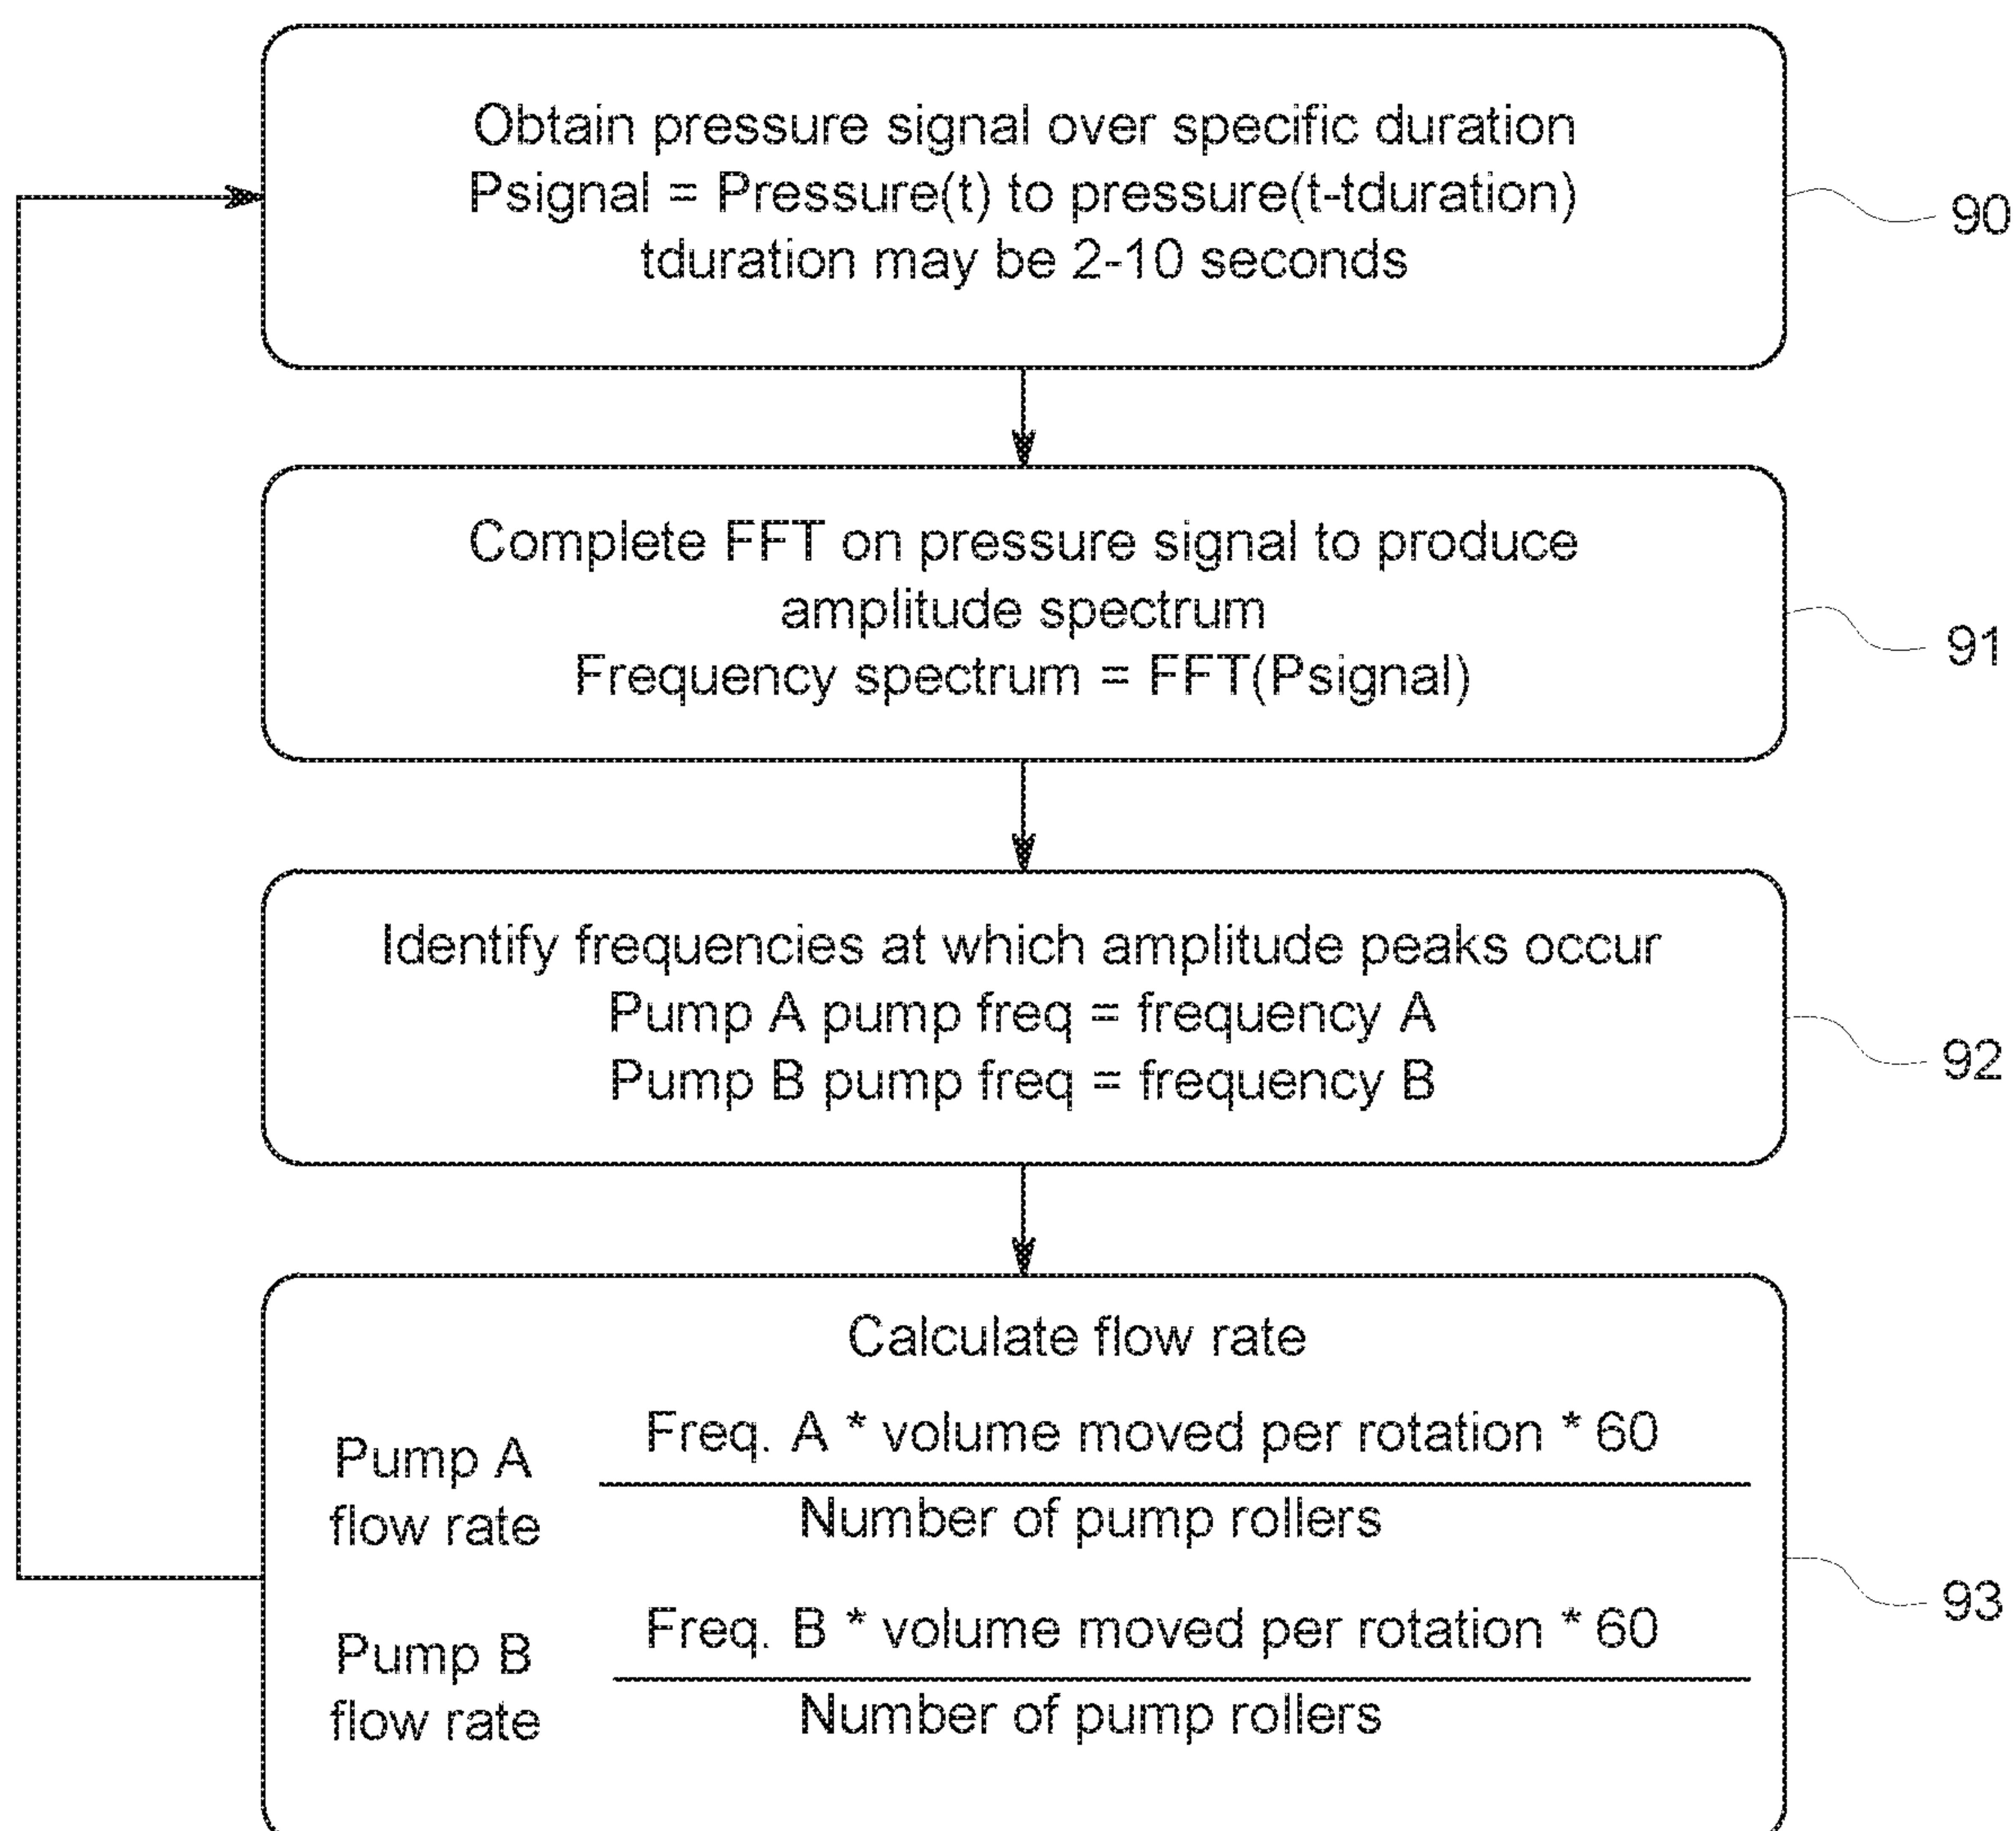 Obtain pressure signal over specific duration
Psignal = Pressure(t) to pressure(t-tduration)
tduration may be 2-10 seconds
90
Complete FFT on pressure signal to produce
amplitude spectrum
Frequency spectrum = FFT(Psignal)
91
Identify frequencies at which amplitude peaks occur
Pump A pump freq = frequency A
Pump B pump freq = frequency B
92
Calculate flow rate
Pump A
flow rate
Freq. A * volume moved per rotation * 60
Number of pump rollers
Pump B
flow rate
Freq. B * volume moved per rotation * 60
Number of pump rollers
93